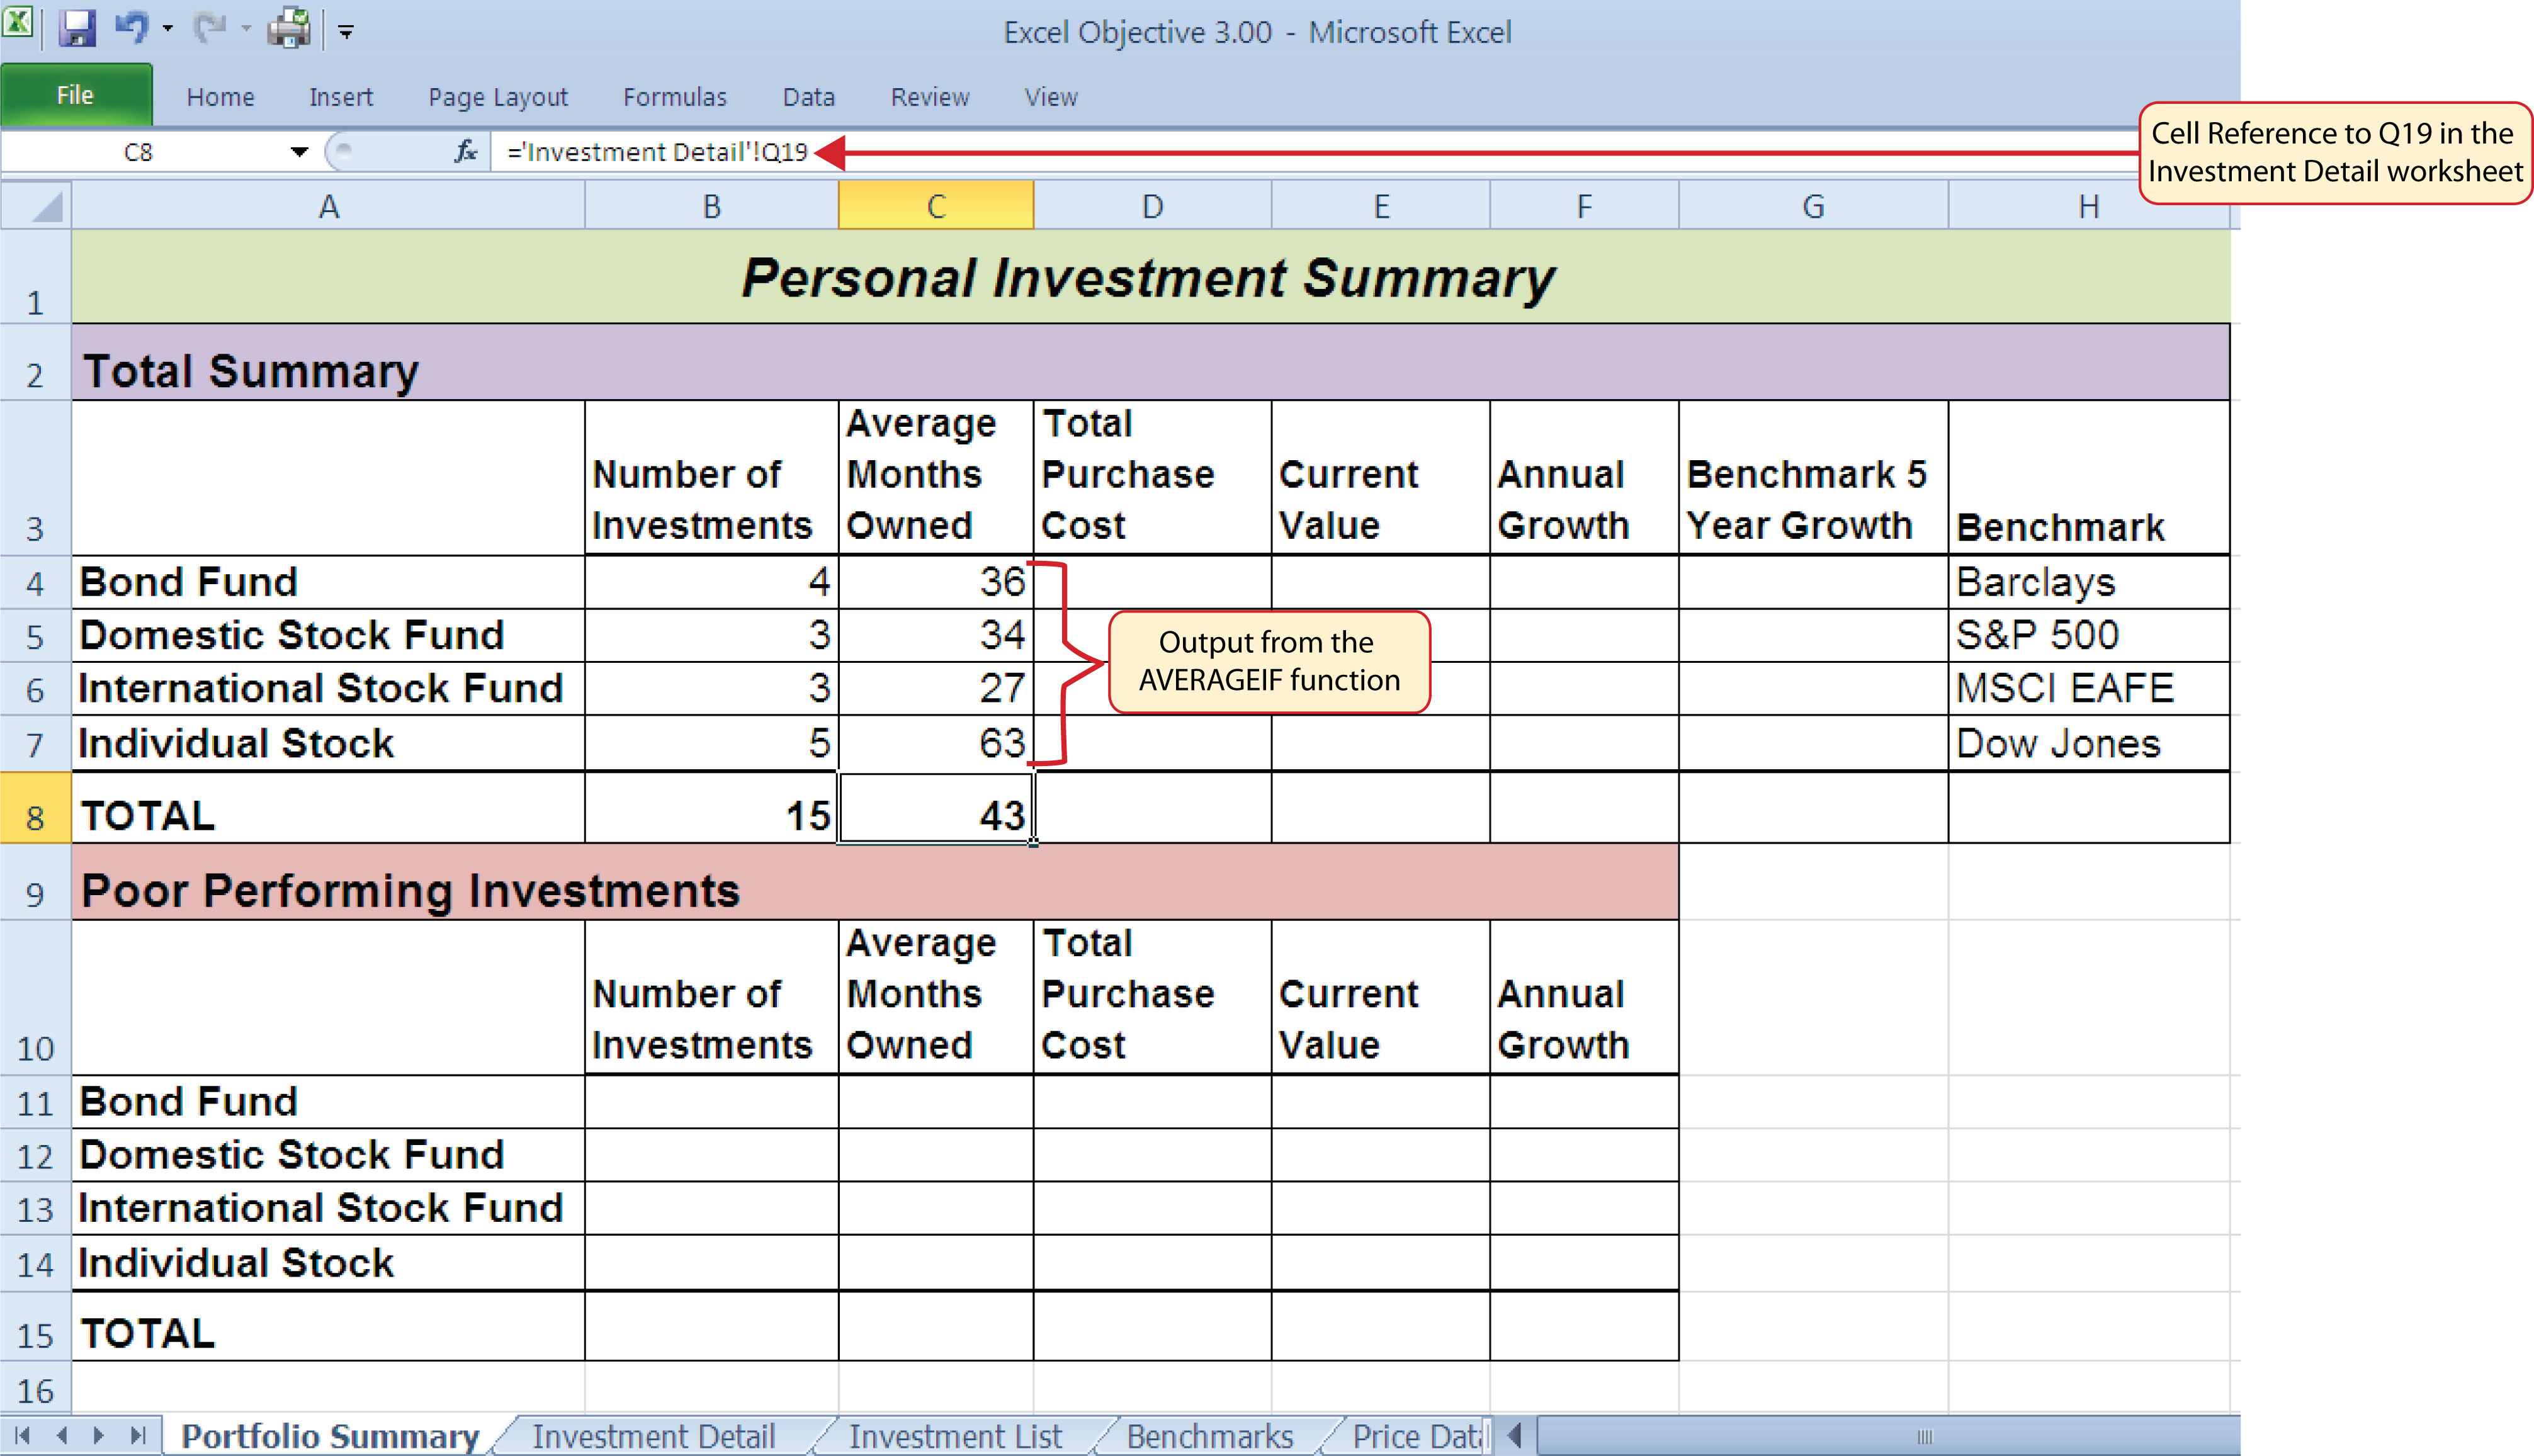 Excel Objective 3.00 - Microsoft Excel
File Home Insert Page Layout Formulas Data Review View
C8 fx ='Investment Detail'!Q19
Cell Reference to Q19 in the
Investment Detail worksheet
A B C D E F G H
1 Personal Investment Summary
2 Total Summary
Average Total
Number of Months Purchase Current Annual Benchmark 5
3 Investments Owned Cost Value Growth Year Growth Benchmark
4 Bond Fund 4 36 Barclays
5 Domestic Stock Fund 3 34 S&P 500
6 International Stock Fund 3 27 MSCI EAFE
7 Individual Stock 5 63 Dow Jones
Output from the
AVERAGEIF function
8 TOTAL 15 43
9 Poor Performing Investments
Average Total
Number of Months Purchase Current Annual
10 Investments Owned Cost Value Growth
11 Bond Fund
12 Domestic Stock Fund
13 International Stock Fund
14 Individual Stock
15 TOTAL
16
Portfolio Summary Investment Detail Investment List Benchmarks Price Data